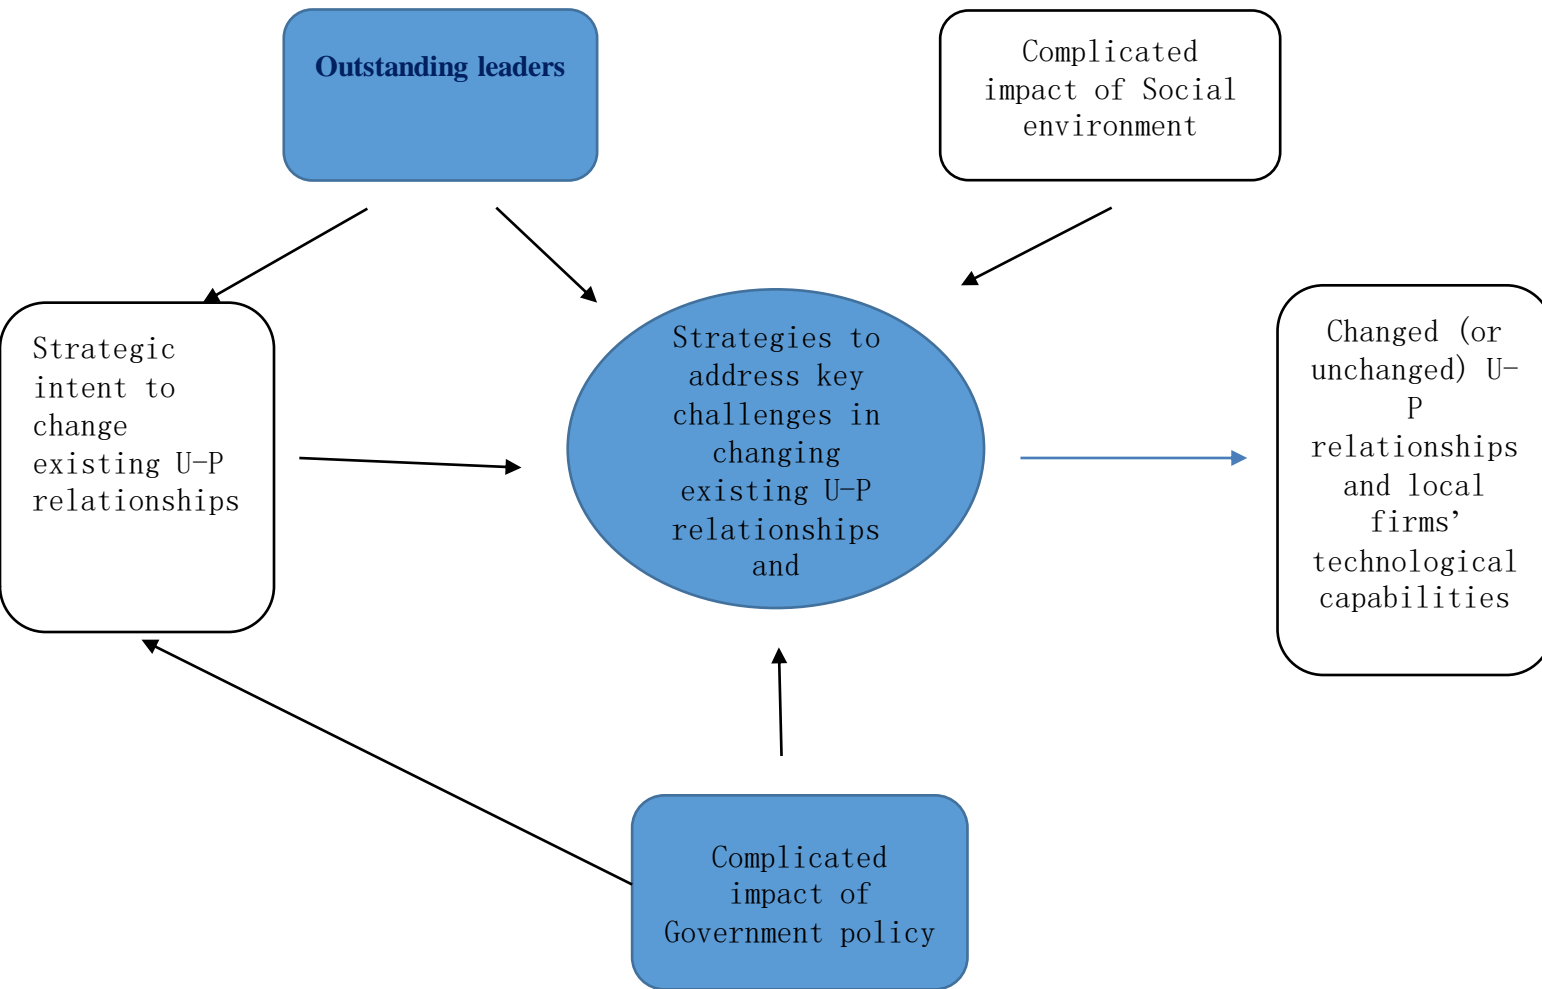 Outstanding leaders
Complicated
impact of Social
environment
Strategic
intent to
change
existing U-P
relationships
Strategies to
address key
challenges in
changing
existing U-P
relationships
and
Changed (or
unchanged) U-
P
relationships
and local
firms’
technological
capabilities
Complicated
impact of
Government policy